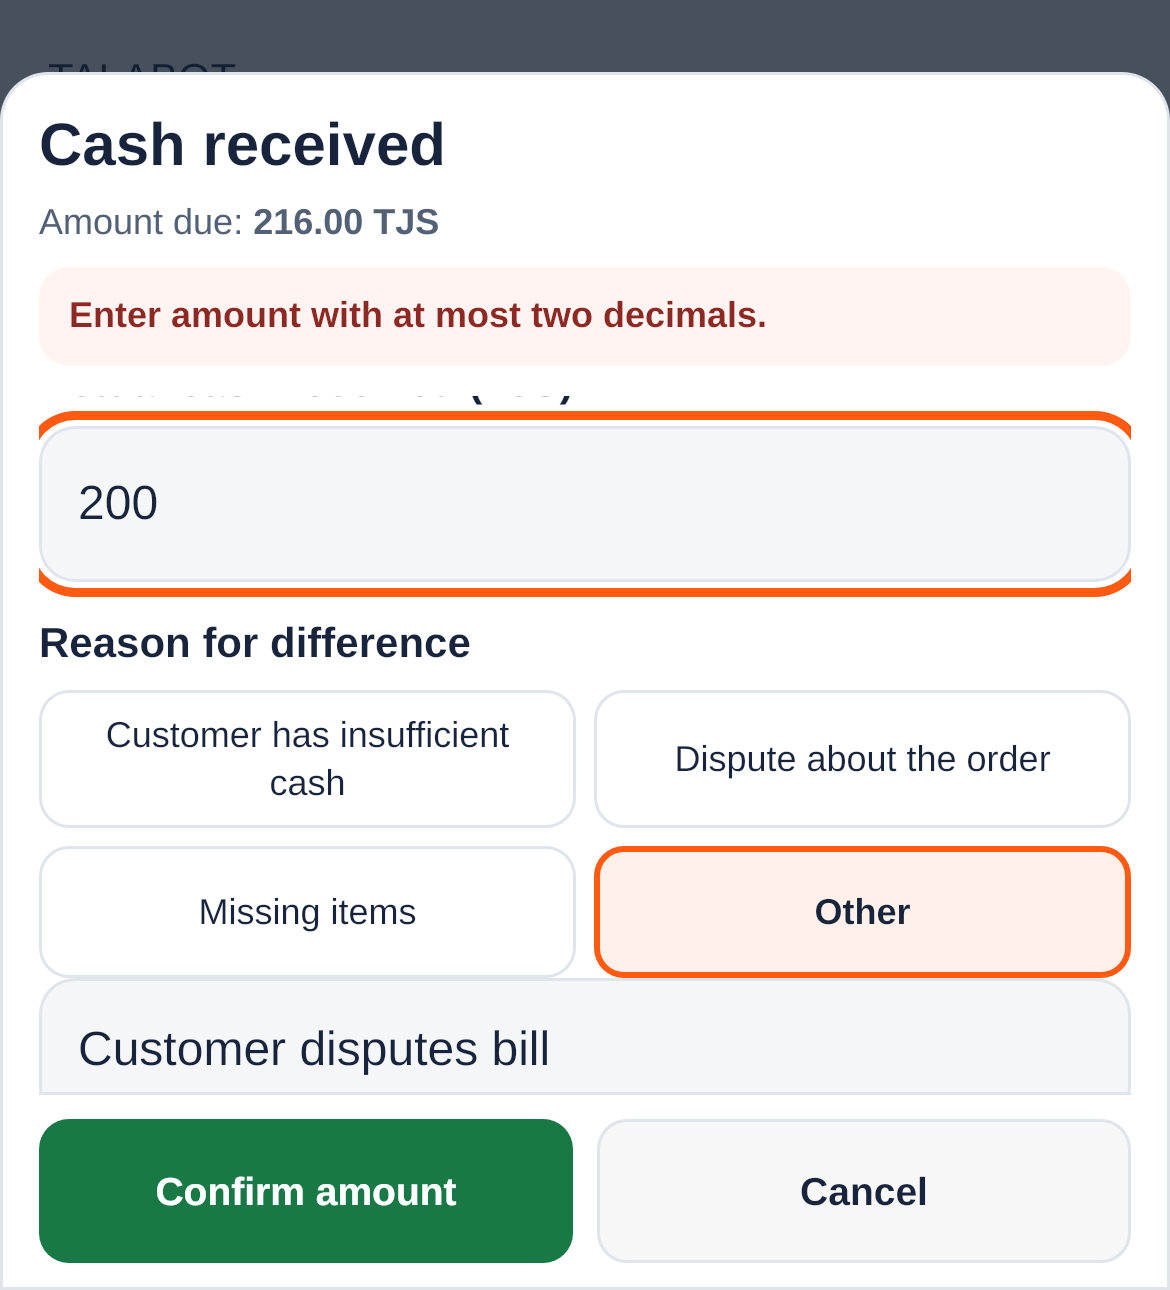 Cash received
Amount due: 216.00 TJS
Enter amount with at most two decimals.
200
Reason for difference
Customer has insufficient
cash
Dispute about the order
Missing items
Other
Customer disputes bill
Confirm amount
Cancel